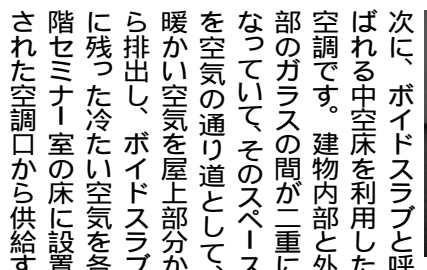 次に、ボイドスラブと呼
ばれる中空床を利用した
空調です。建物内部と外
部のガラスの間が二重に
なっていて、そのスペース
を空気の通り道として、
暖かい空気を屋上部分か
ら排出し、ボイドスラブ
に残った冷たい空気を各
階セミナー室の床に設置
された空調口から供給す